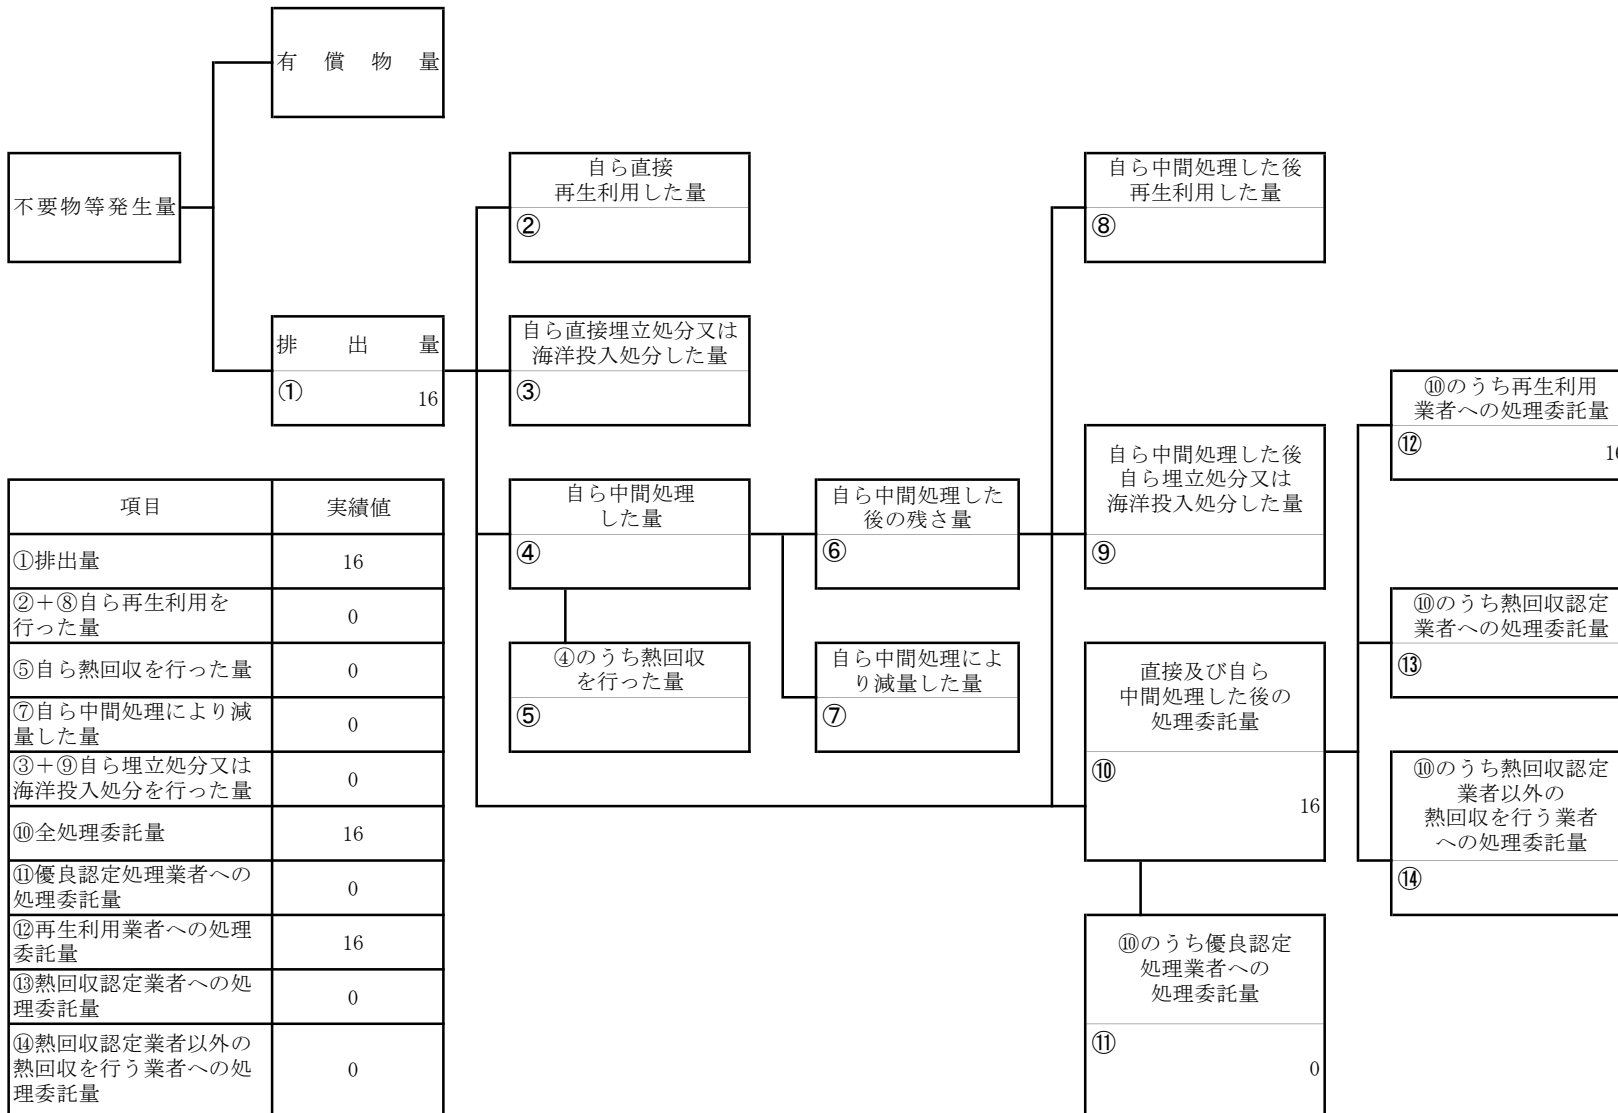 有償物量
不要物等発生量
排出量
①
16
自ら直接
再生利用した量
②
自ら直接埋立処分又は
海洋投入処分した量
③
自ら中間処理
した量
④
④のうち熱回収
を行った量
⑤
自ら中間処理した
後の残さ量
⑥
自ら中間処理によ
り減量した量
⑦
自ら中間処理した後
再生利用した量
⑧
自ら中間処理した後
自ら埋立処分又は
海洋投入処分した量
⑨
直接及び自ら
中間処理した後の
処理委託量
⑩
16
⑩のうち優良認定
処理業者への
処理委託量
⑪
0
⑩のうち再生利用
業者への処理委託量
⑫
16
⑩のうち熱回収認定
業者への処理委託量
⑬
⑩のうち熱回収認定
業者以外の
熱回収を行う業者
への処理委託量
⑭
項目 実績値
①排出量 16
②＋⑧自ら再生利用を
行った量 0
⑤自ら熱回収を行った量 0
⑦自ら中間処理により減
量した量 0
③＋⑨自ら埋立処分又は
海洋投入処分を行った量 0
⑩全処理委託量 16
⑪優良認定処理業者への
処理委託量 0
⑫再生利用業者への処理
委託量 16
⑬熱回収認定業者への処
理委託量 0
⑭熱回収認定業者以外の
熱回収を行う業者への処 0
理委託量